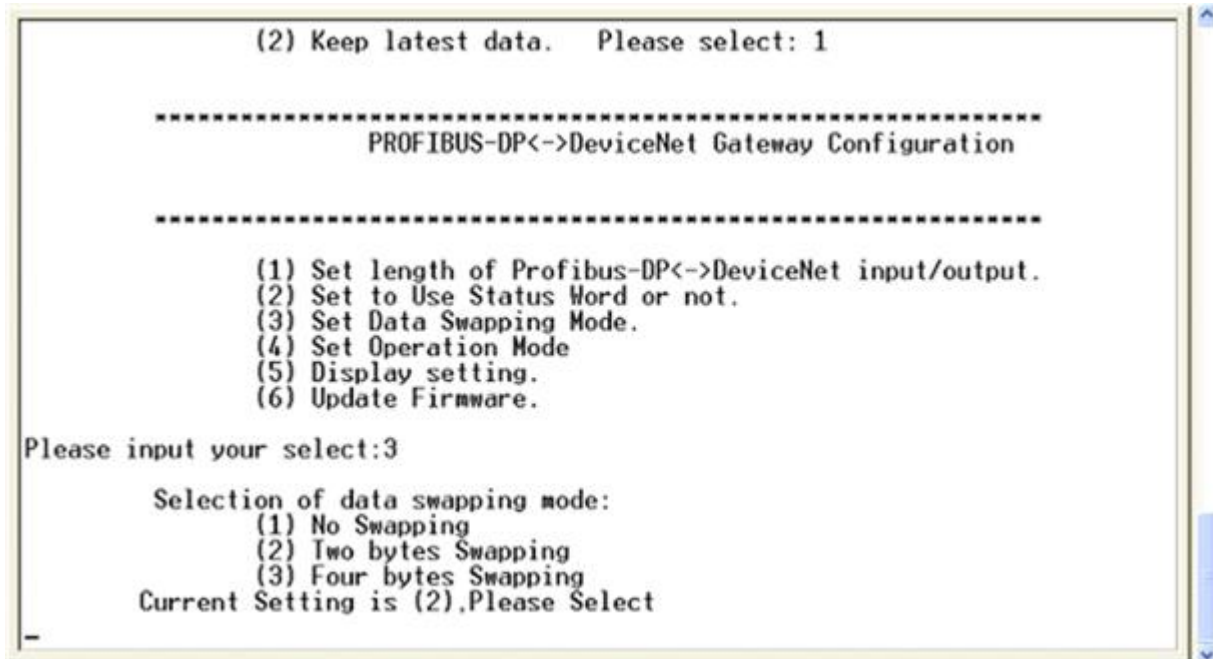 (2) Keep latest data. Please select: 1
------------------------------------------------------------
PROFIBUS-DP<->DeviceNet Gateway Configuration
------------------------------------------------------------
(1) Set length of Profibus-DP<->DeviceNet input/output.
(2) Set to Use Status Word or not.
(3) Set Data Swapping Mode.
(4) Set Operation Mode
(5) Display setting.
(6) Update Firmware.
Please input your select:3
Selection of data swapping mode:
(1) No Swapping
(2) Two bytes Swapping
(3) Four bytes Swapping
Current Setting is (2),Please Select
_